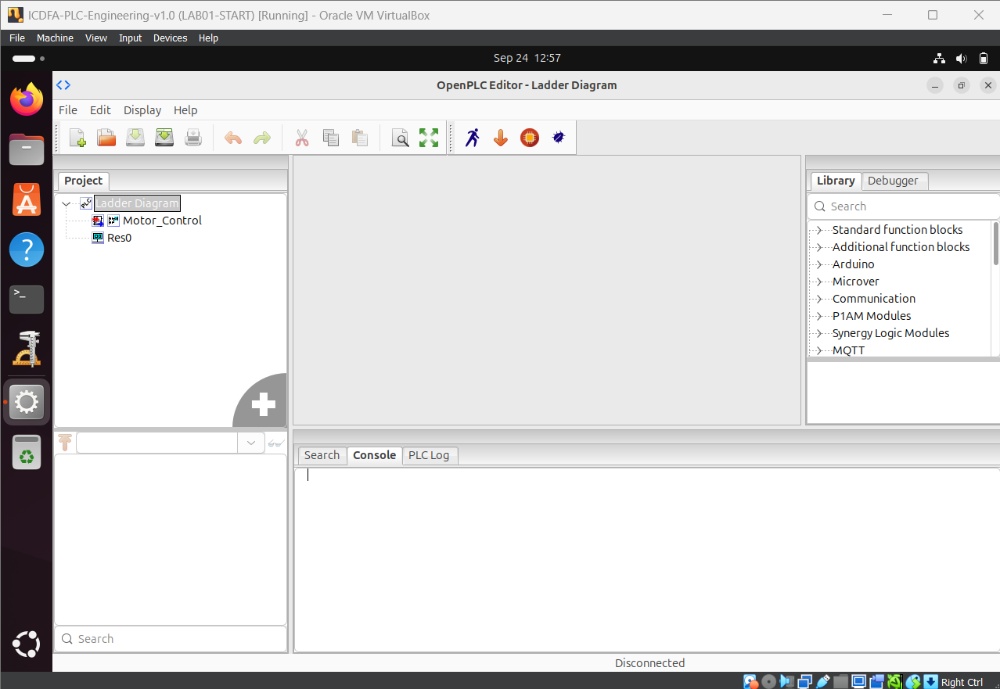 ICDFA-PLC-Engineering-v1.0 (LAB01-START) [Running] - Oracle VM VirtualBox
File Machine View Input Devices Help
Sep 24 12:57
OpenPLC Editor - Ladder Diagram
File Edit Display Help
Project
Ladder Diagram
Motor_Control
Res0
Search
Library Debugger
Search
Standard function blocks
Additional function blocks
Arduino
Microver
Communication
P1AM Modules
Synergy Logic Modules
MQTT
Search Console PLC Log
Disconnected
Right Ctrl